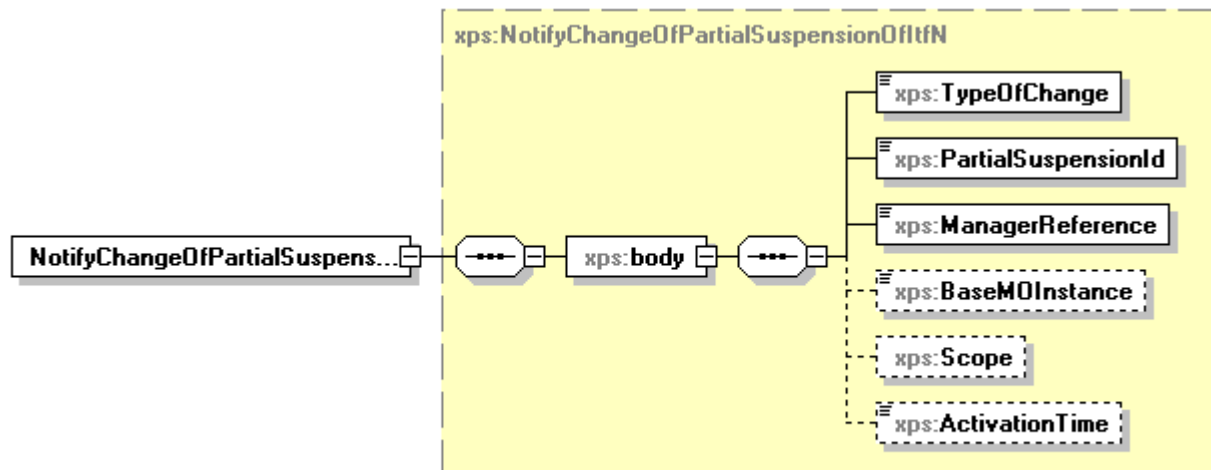 xps:NotifyChangeOfPartialSuspensionOfItfN
xps:TypeOfChange
xps:PartialSuspensionId
xps:ManagerReference
NotifyChangeOfPartialSuspens...
xps:body
xps:BaseMOInstance
xps:Scope
xps:ActivationTime